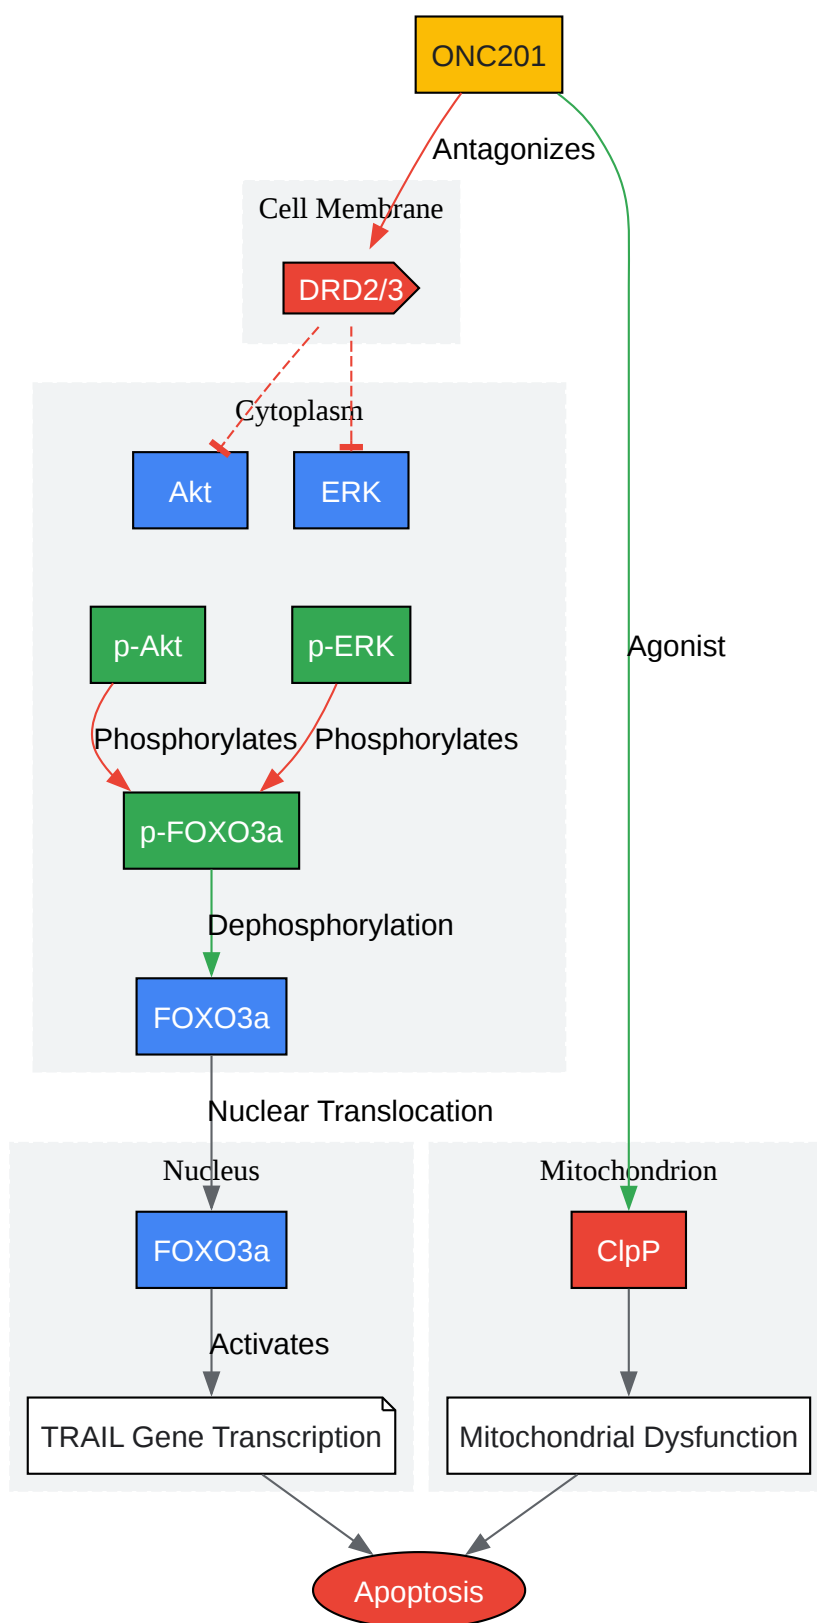 ONC201
Antagonizes
Cell Membrane
DRD2/3
Cytoplasm
Akt
ERK
p-Akt
p-ERK
Agonist
Phosphorylates
Phosphorylates
p-FOXO3a
Dephosphorylation
FOXO3a
Nuclear Translocation
Nucleus
Mitochondrion
FOXO3a
ClpP
Activates
TRAIL Gene Transcription
Mitochondrial Dysfunction
Apoptosis